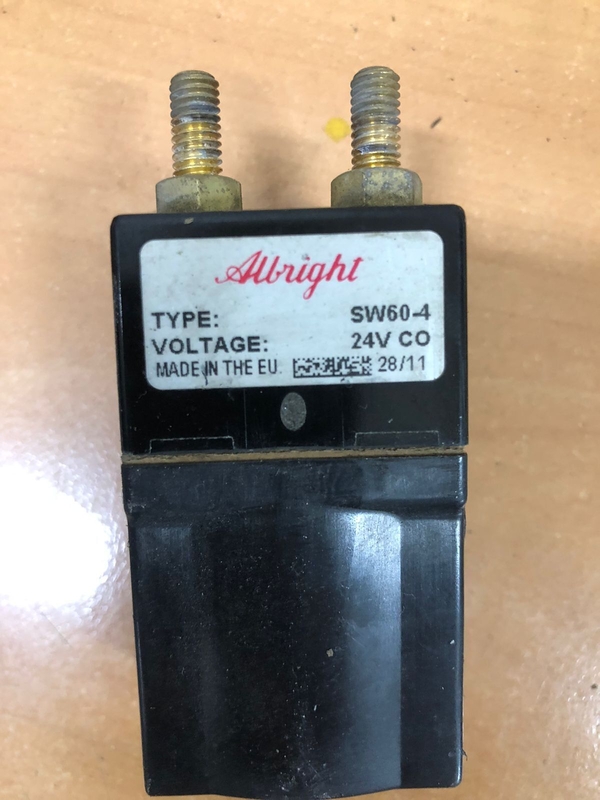 Albright
TYPE: SW60-4
VOLTAGE: 24V CO
MADE IN THE EU. 28/11